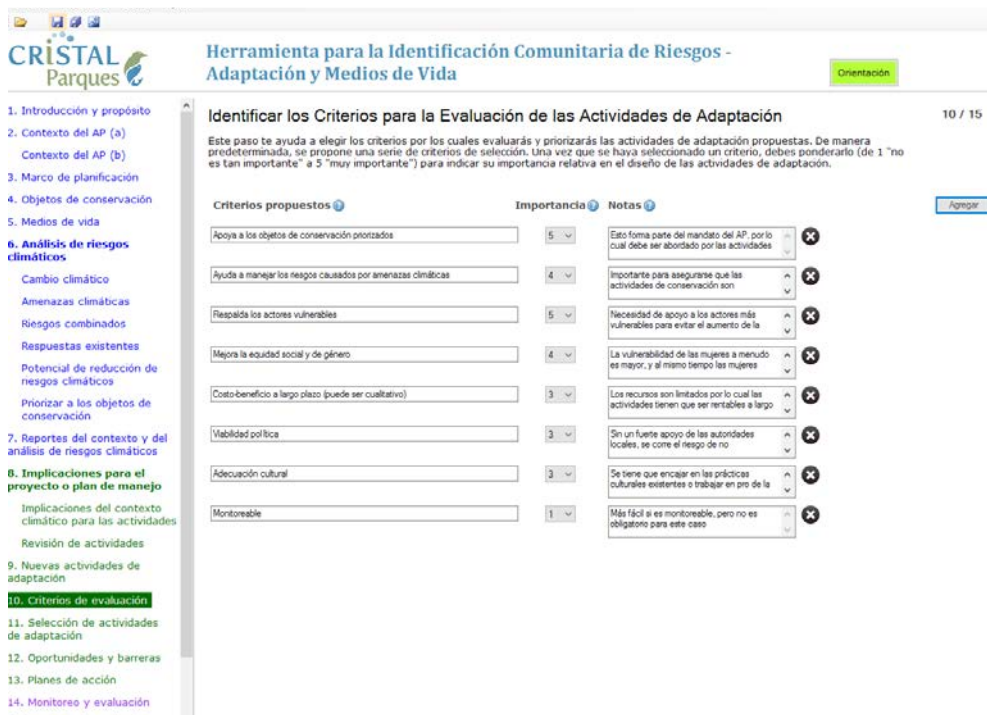 CRiSTAL
Parques
Herramienta para la Identificación Comunitaria de Riesgos -
Adaptación y Medios de Vida
Orientación
1. Introducción y propósito
2. Contexto del AP (a)
Contexto del AP (b)
3. Marco de planificación
4. Objetos de conservación
5. Medios de vida
6. Análisis de riesgos
climáticos
Cambio climático
Amenazas climáticas
Riesgos combinados
Respuestas existentes
Potencial de reducción de
riesgos climáticos
Priorizar a los objetos de
conservación
7. Reportes del contexto y del
análisis de riesgos climáticos
8. Implicaciones para el
proyecto o plan de manejo
Implicaciones del contexto
climático para las actividades
Revisión de actividades
9. Nuevas actividades de
adaptación
10. Criterios de evaluación
11. Selección de actividades
de adaptación
12. Oportunidades y barreras
13. Planes de acción
14. Monitoreo y evaluación
Identificar los Criterios para la Evaluación de las Actividades de Adaptación
10 / 15
Este paso te ayuda a elegir los criterios por los cuales evaluarás y priorizarás las actividades de adaptación propuestas. De manera
predeterminada, se propone una serie de criterios de selección. Una vez que se haya seleccionado un criterio, debes ponderarlo (de 1 "no
es tan importante" a 5 "muy importante") para indicar su importancia relativa en el diseño de las actividades de adaptación.
Criterios propuestos Importancia Notas
Agregar
Apoya a los objetos de conservación priorizados
5
Esto forma parte del mandato del AP, por lo
cual debe ser abordado por las actividades
Ayuda a manejar los riesgos causados por amenazas climáticas
4
Importante para asegurarse que las
actividades de conservación son
Respalda los actores vulnerables
5
Necesidad de apoyo a los actores más
vulnerables para evitar el aumento de la
Mejora la equidad social y de género
4
La vulnerabilidad de las mujeres a menudo
es mayor, y al mismo tiempo las mujeres
Costo-beneficio a largo plazo (puede ser cualitativo)
3
Los recursos son limitados por lo cual las
actividades tienen que ser rentables a largo
Viabilidad política
3
Sin un fuerte apoyo de las autoridades
locales, se corre el riesgo de no
Adecuación cultural
3
Se tiene que encajar en las prácticas
culturales existentes o trabajar en pro de la
Monitoreable
1
Más fácil si es monitoreable, pero no es
obligatorio para este caso